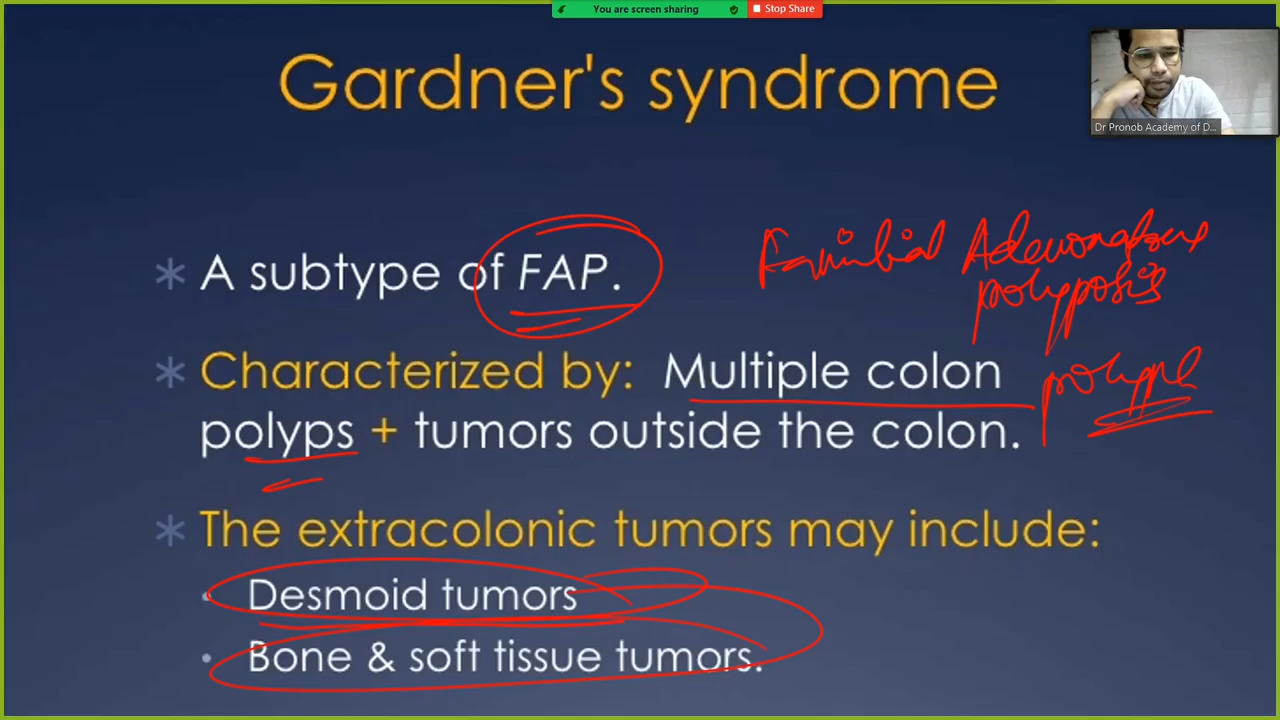 You are screen sharing
Stop Share
Gardner's syndrome
Dr Pronob Academy of D...
* A subtype of FAP.
Familial Adenomatous
polyposis
* Characterized by: Multiple colon
polyps + tumors outside the colon.
* The extracolonic tumors may include:
• Desmoid tumors
• Bone & soft tissue tumors.